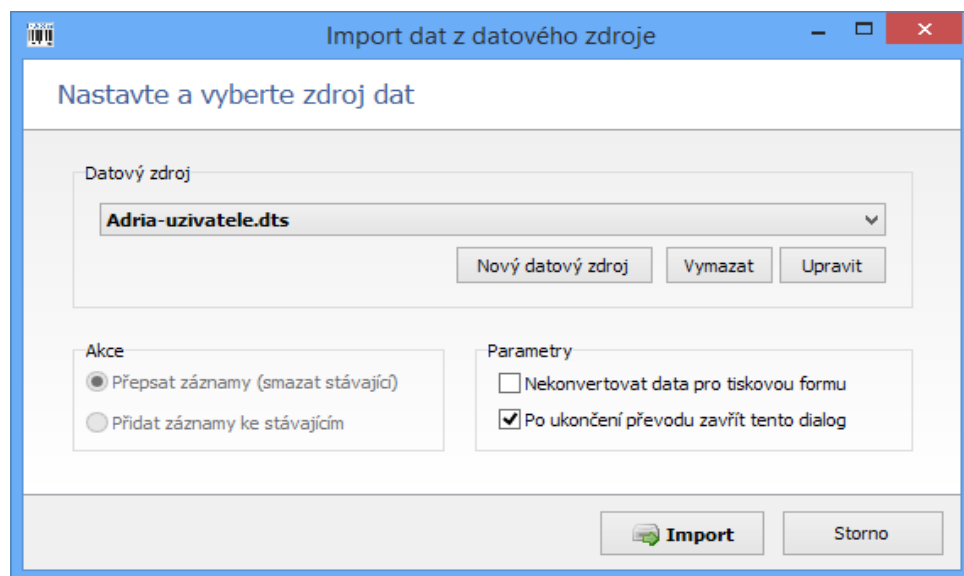 Import dat z datového zdroje
Nastavte a vyberte zdroj dat
Datový zdroj
Adria-uzivatele.dts
Nový datový zdroj Vymazat Upravit
Akce
Přepsat záznamy (smazat stávající)
Přidat záznamy ke stávajícím
Parametry
Nekonvertovat data pro tiskovou formu
Po ukončení převodu zavřít tento dialog
Import Storno